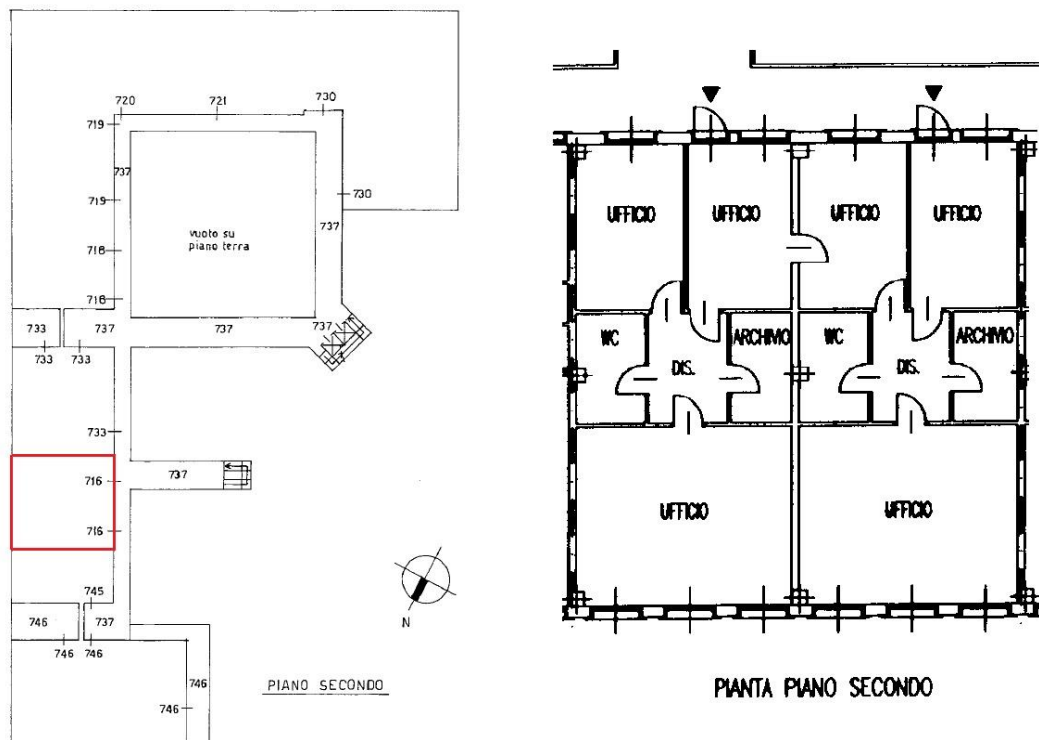 720
721
730
719
737
719
730
737
vuoto su
piano terra
718
716
733
737
737
737
733
733
733
716
737
716
745
746
737
746
746
746
746
N
PIANO SECONDO
UFFICIO
UFFICIO
UFFICIO
UFFICIO
WC
ARCHIVIO
WC
ARCHIVIO
DIS.
DIS.
UFFICIO
UFFICIO
PIANTA PIANO SECONDO